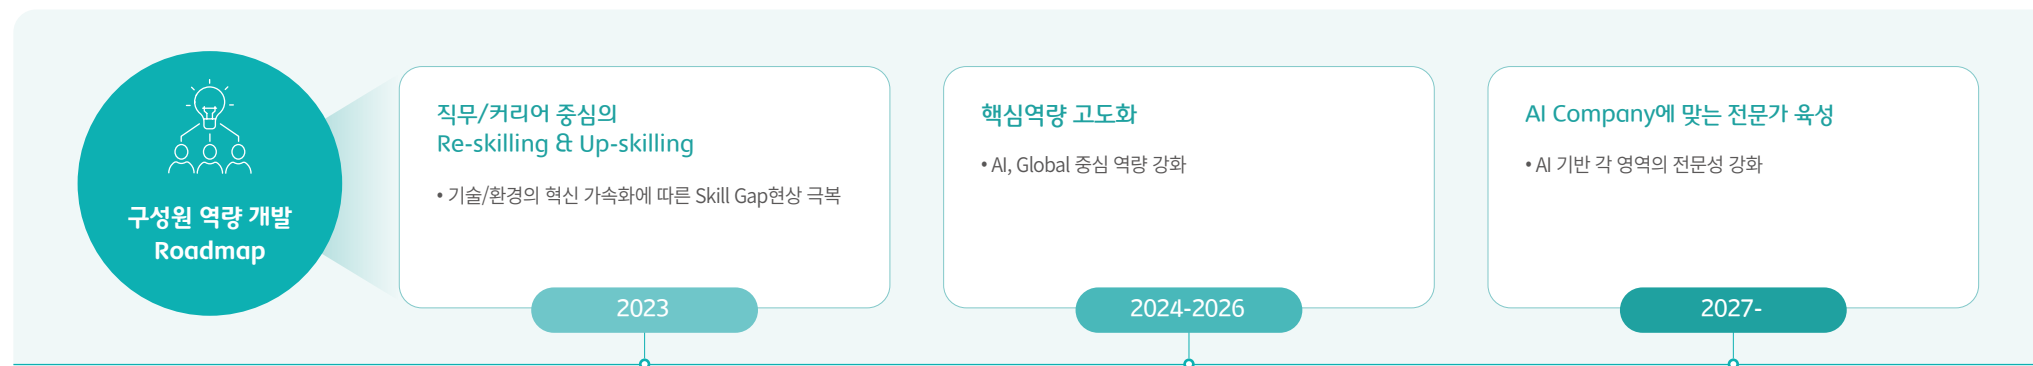 구성원 역량 개발
Roadmap
직무/커리어 중심의
Re-skilling & Up-skilling
• 기술/환경의 혁신 가속화에 따른 Skill Gap현상 극복
2023
핵심역량 고도화
• AI, Global 중심 역량 강화
2024-2026
AI Company에 맞는 전문가 육성
• AI 기반 각 영역의 전문성 강화
2027-